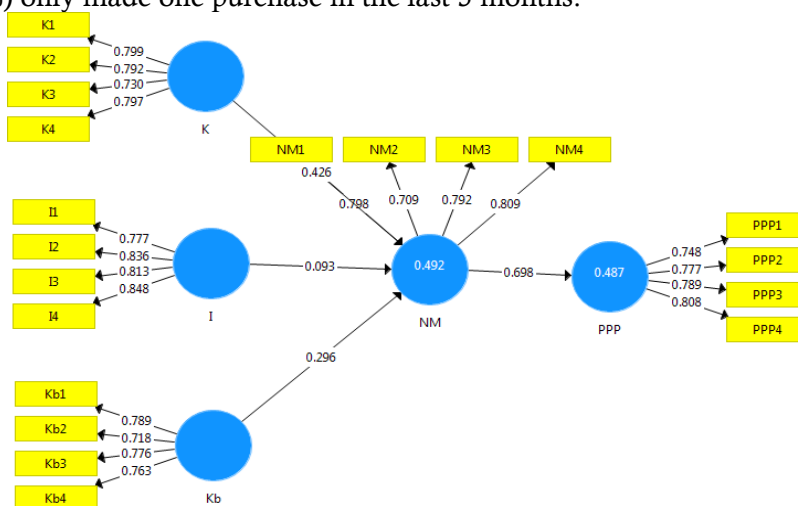 ) only made one purchase in the last 3 months.
K1
K2
K3
K4
0.799
0.792
0.730
0.797
K
NM1
NM2
NM3
NM4
0.426
0.798
0.709
0.792
0.809
I1
I2
I3
I4
0.777
0.836
0.813
0.848
I
0.093
0.492
NM
0.698
0.487
PPP
0.748
0.777
0.789
0.808
PPP1
PPP2
PPP3
PPP4
0.296
Kb1
Kb2
Kb3
Kb4
0.789
0.718
0.776
0.763
Kb